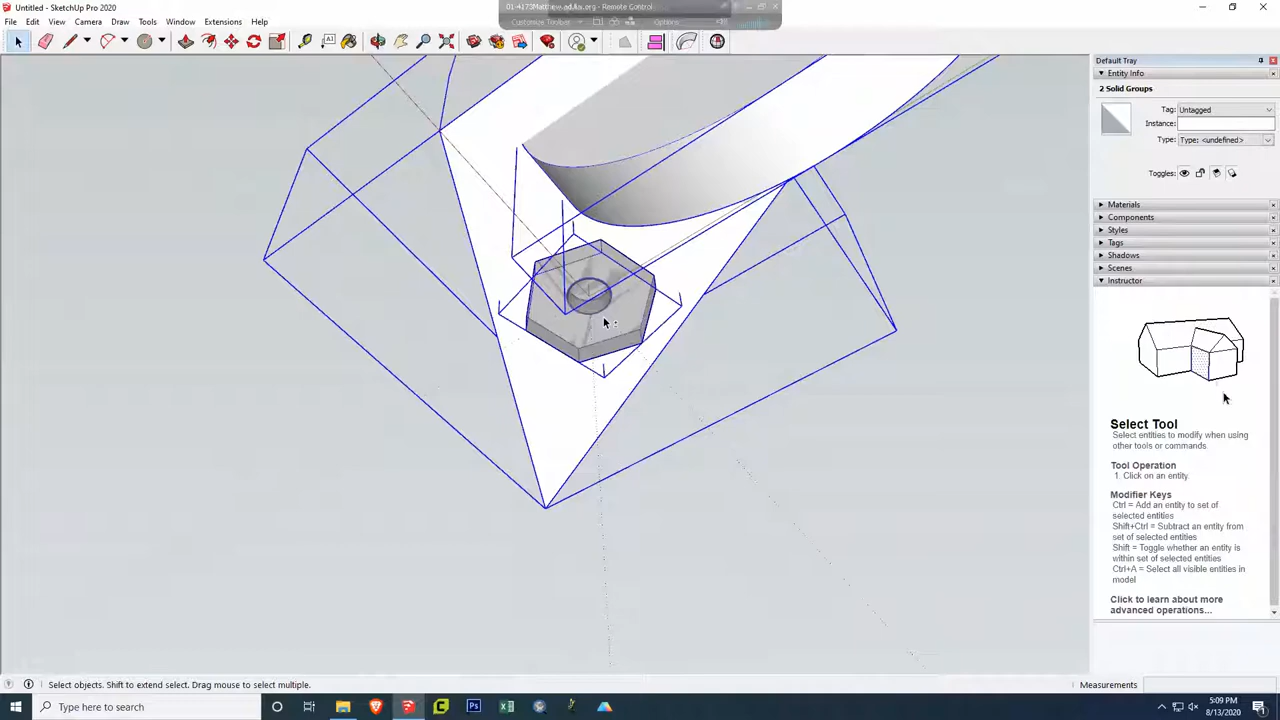 Untitled - SketchUp Pro 2020
File Edit View Camera Draw Tools Window Extensions Help
Customize Toolbar
Options
Default Tray
Entity Info
2 Solid Groups
Tag: Untagged
Instance:
Type: Type: <undefined>
Toggles:
Materials
Components
Styles
Tags
Shadows
Scenes
Instructor
Select Tool
Select entities to modify when using
other tools or commands.
Tool Operation
1. Click on an entity.
Modifier Keys
Ctrl = Add an entity to set of
selected entities
Shift+Ctrl = Subtract an entity from
set of selected entities
Shift = Toggle whether an entity is
within set of selected entities
Ctrl+A = Select all visible entities in
model
Click to learn about more
advanced operations...
Select objects. Shift to extend select. Drag mouse to select multiple.
Measurements
Type here to search
5:09 PM
8/13/2020